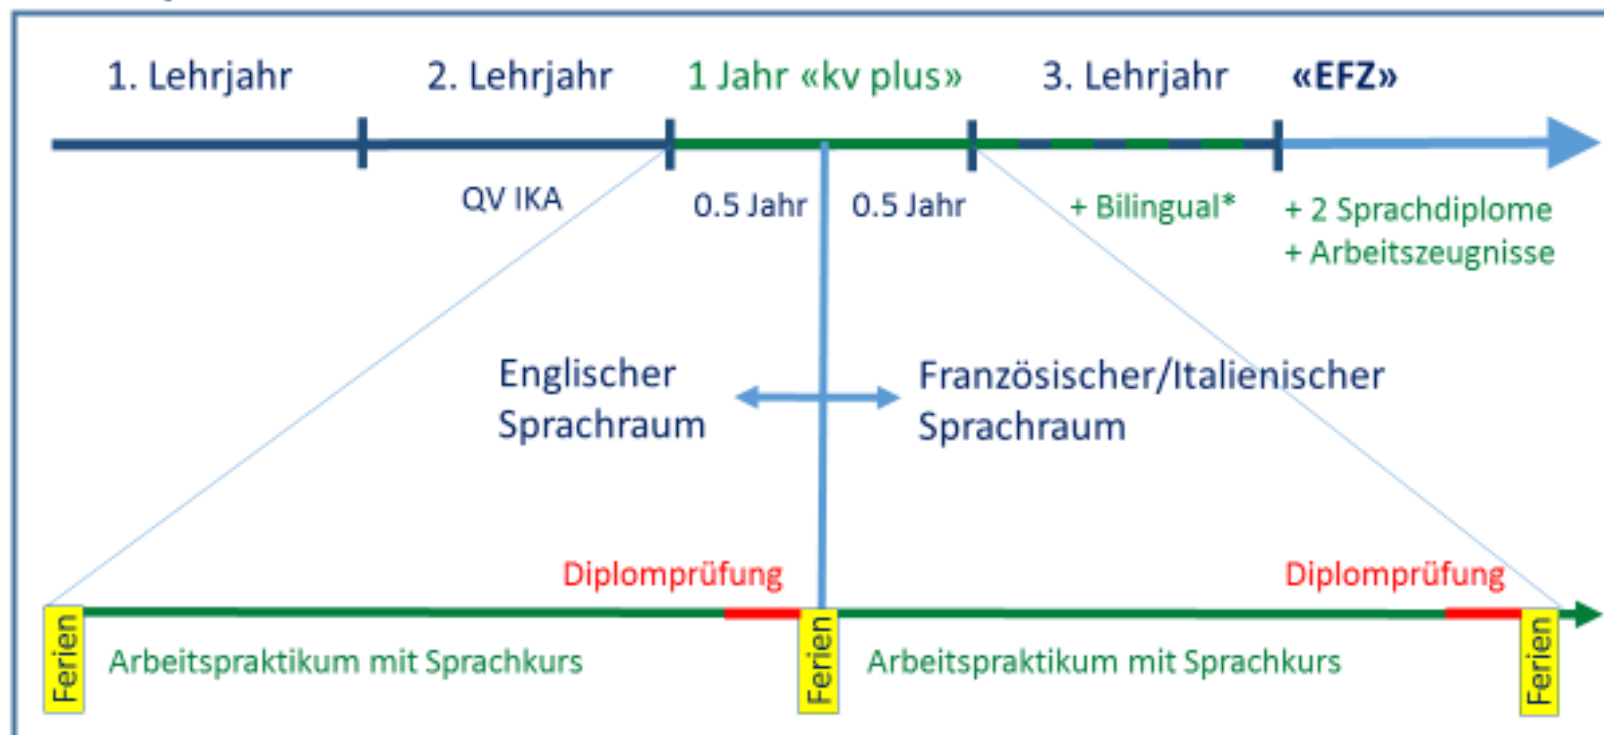 1. Lehrjahr
2. Lehrjahr
1 Jahr «kv plus»
3. Lehrjahr
«EFZ»
QV IKA
0.5 Jahr
0.5 Jahr
+ Bilingual*
+ 2 Sprachdiplome
+ Arbeitszeugnisse
Englischer
Sprachraum
Französischer/Italienischer
Sprachraum
Diplomprüfung
Diplomprüfung
Ferien
Arbeitspraktikum mit Sprachkurs
Ferien
Arbeitspraktikum mit Sprachkurs
Ferien